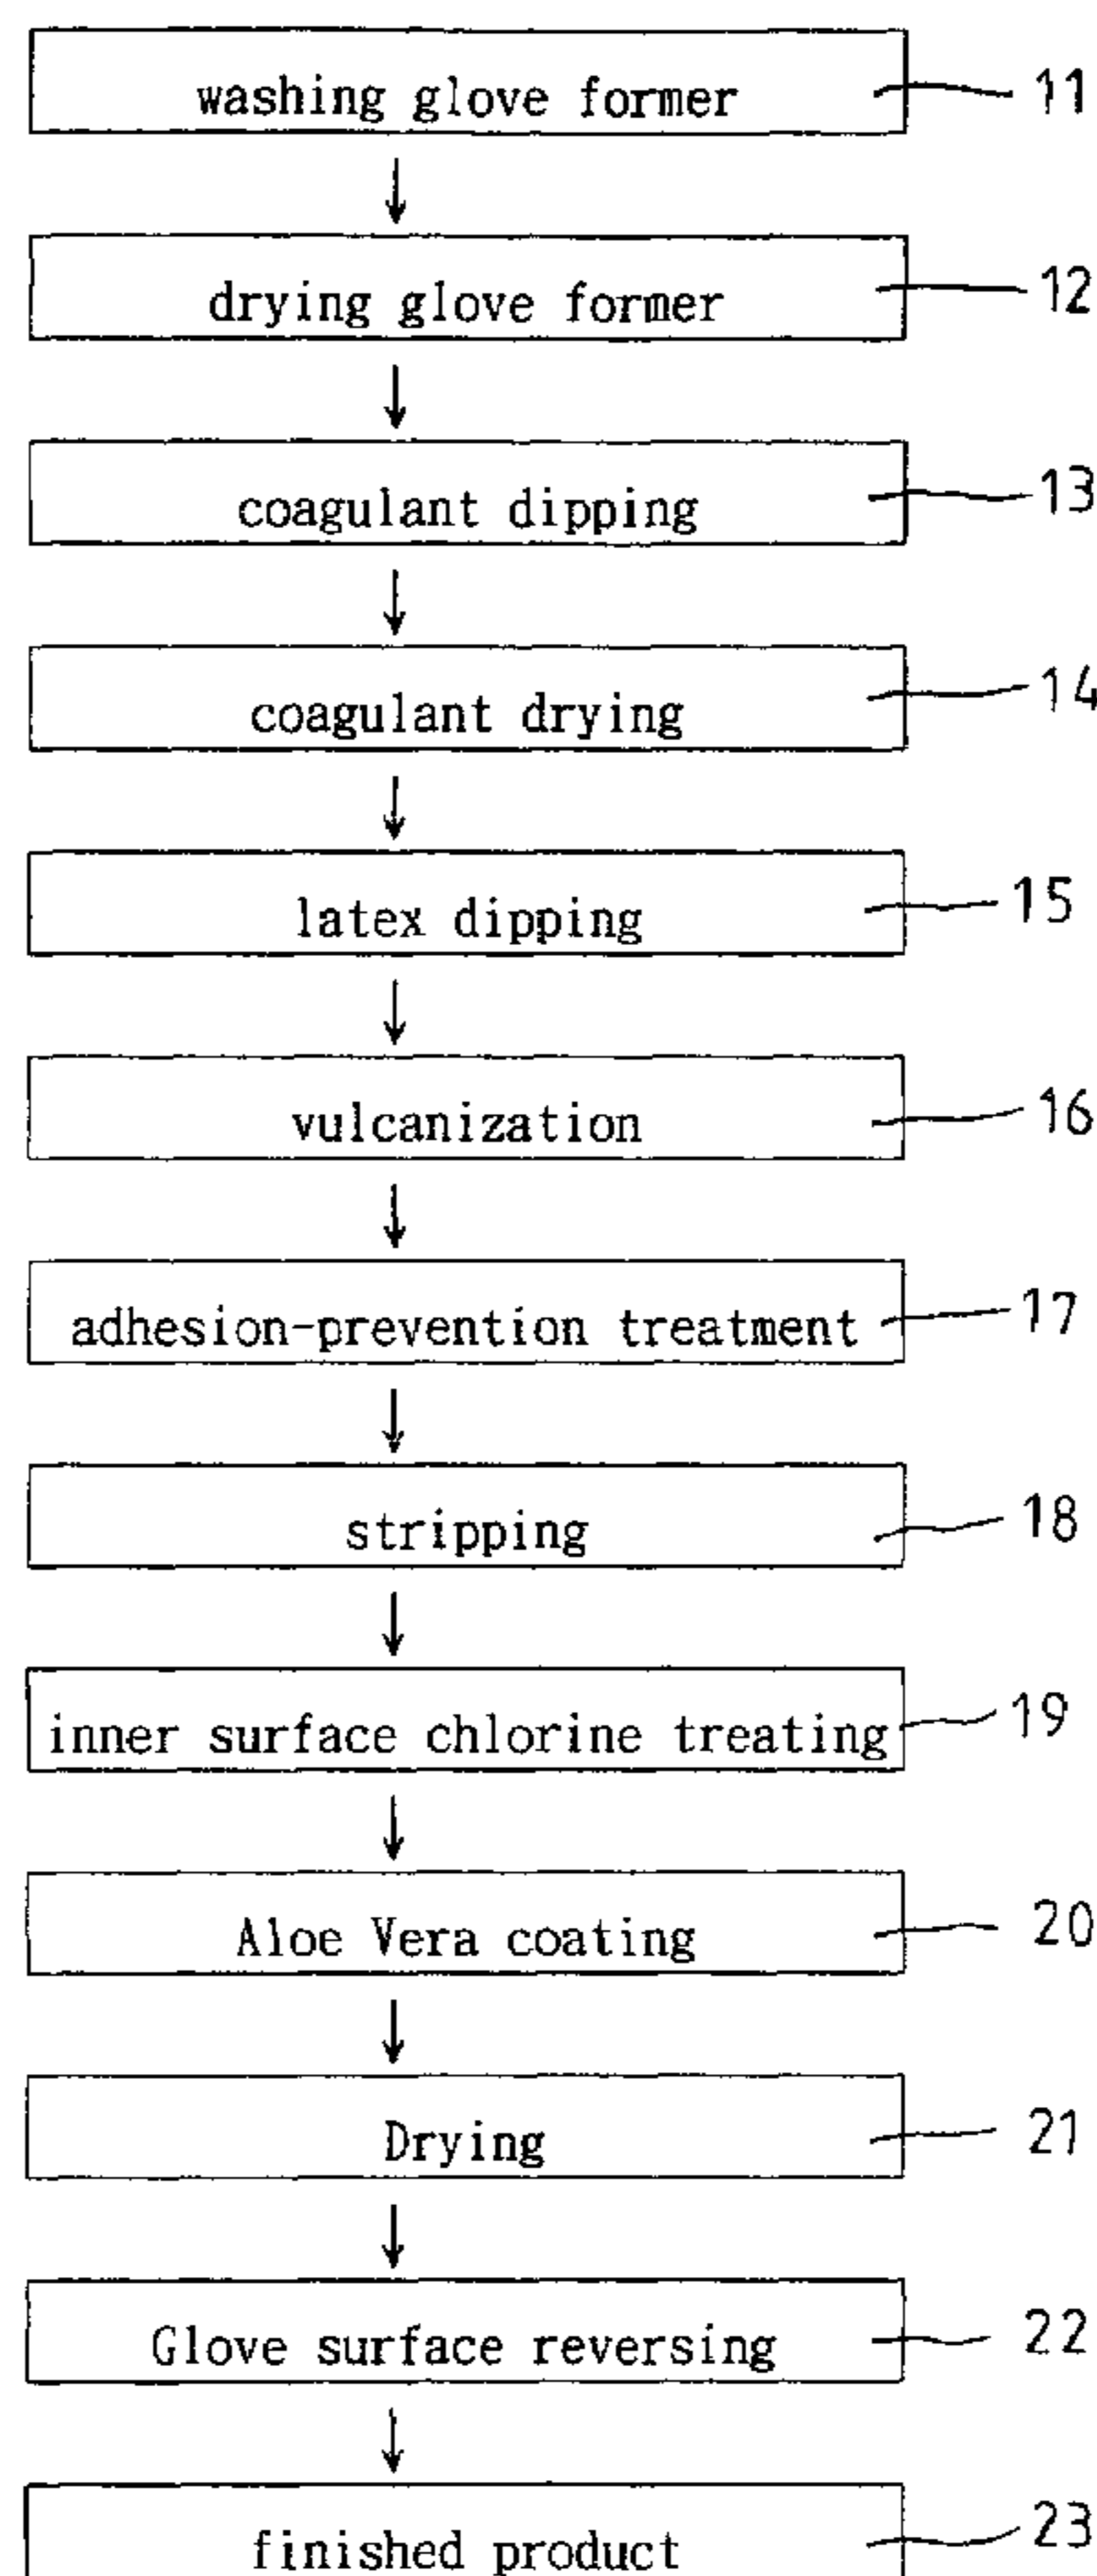 washing glove former 11
drying glove former 12
coagulant dipping 13
coagulant drying 14
latex dipping 15
vulcanization 16
adhesion-prevention treatment 17
stripping 18
inner surface chlorine treating 19
Aloe Vera coating 20
Drying 21
Glove surface reversing 22
finished product 23